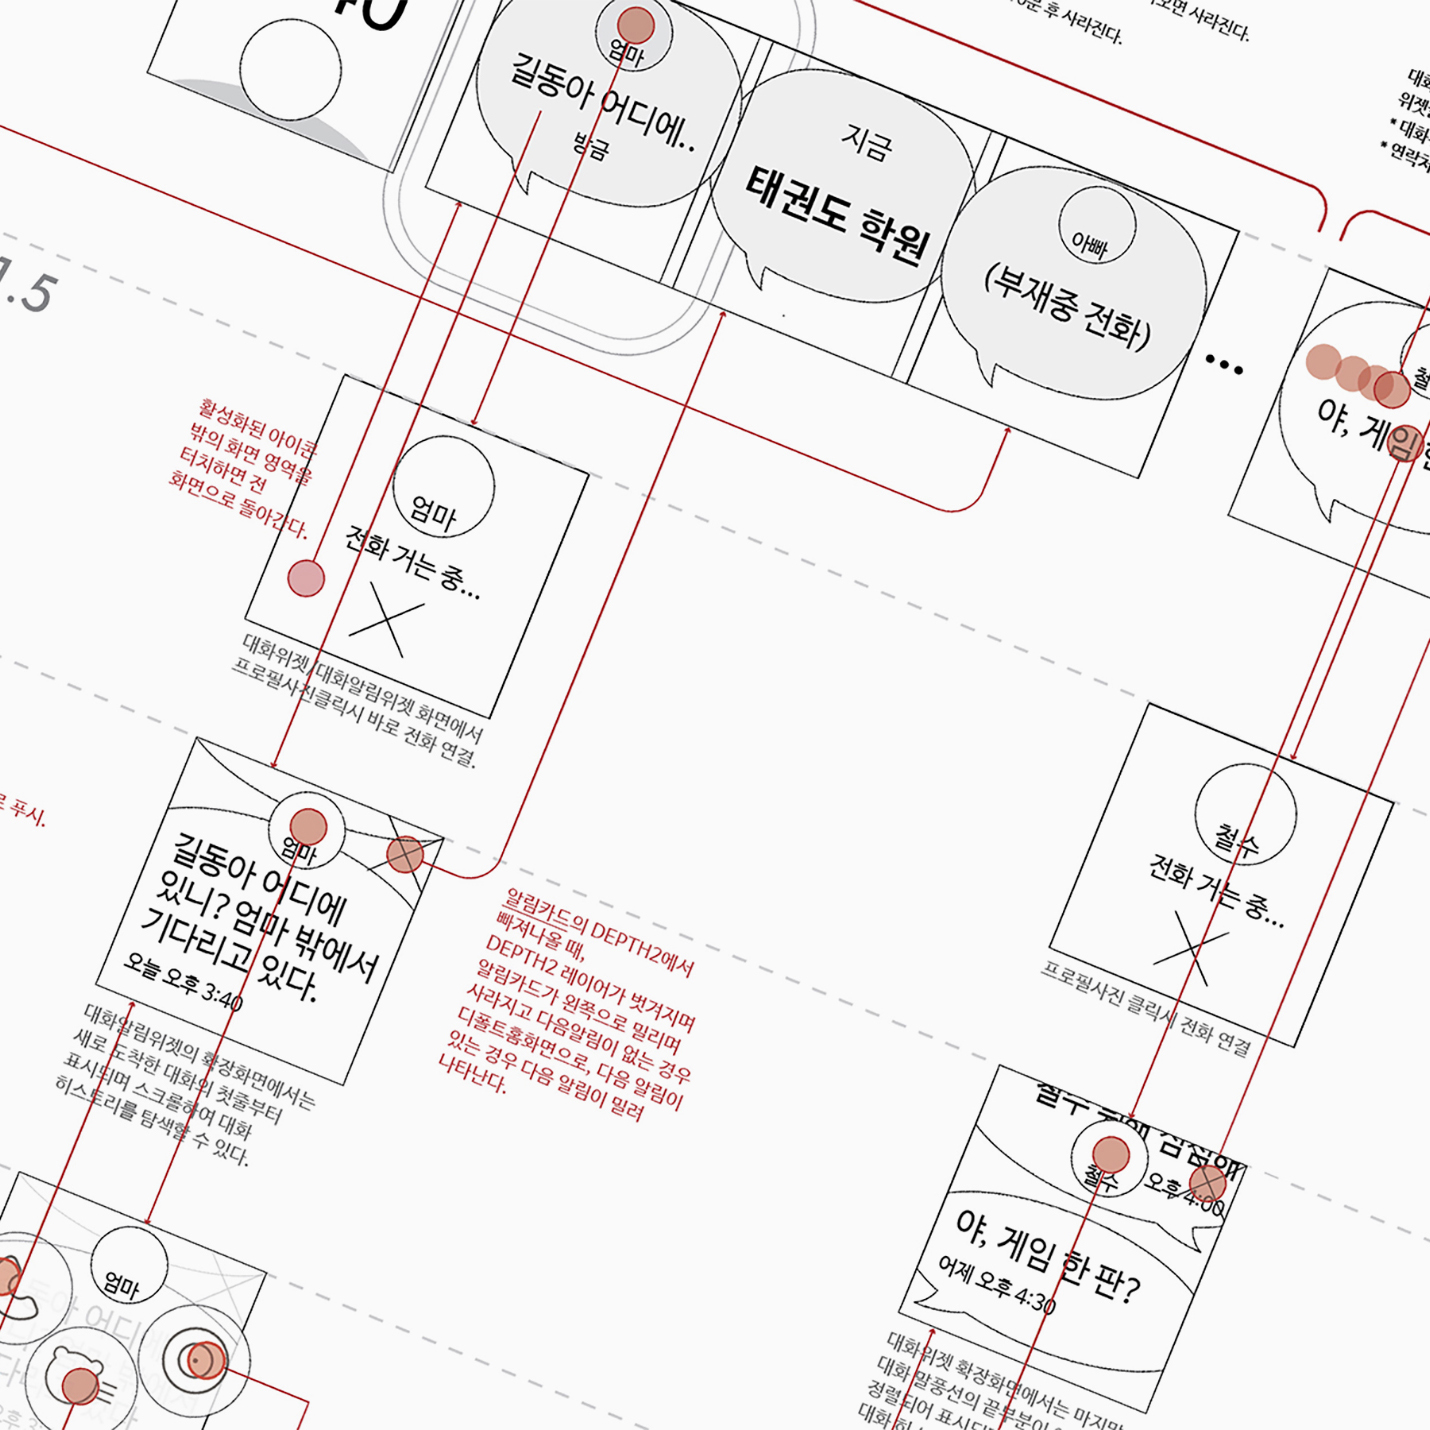 40
후 사라진다.
보면 사라진다.
대화
위젯
* 대화
* 연락처
엄마
길동아 어디에..
방금
지금
태권도 학원
아빠
(부재중 전화)
...
1.5
활성화된 아이콘
밖의 화면 영역을
터치하면 전
화면으로 돌아간다.
엄마
전화 거는 중...
대화위젯/대화알림위젯 화면에서
프로필사진클릭시 바로 전화 연결.
철
야, 게임 한
로 푸시.
엄마
길동아 어디에
있니? 엄마 밖에서
기다리고 있다.
오늘 오후 3:40
대화알림위젯의 확장화면에서는
새로 도착한 대화의 첫줄부터
표시되며 스크롤하여 대화
히스토리를 탐색할 수 있다.
알림카드의 DEPTH2에서
빠져나올 때,
DEPTH2 레이어가 벗겨지며
알림카드가 왼쪽으로 밀리며
사라지고 다음알림이 없는 경우
디폴트홈화면으로, 다음 알림이
있는 경우 다음 알림이 밀려
나타난다.
철수
전화 거는 중...
프로필사진 클릭시 전화 연결
철수
오후 4:00
야, 게임 한 판?
어제 오후 4:30
대화위젯 확장화면에서는 마지막
대화 말풍선의 끝부분이
정렬되어 표시
대화 히스
엄마
동아 어디에